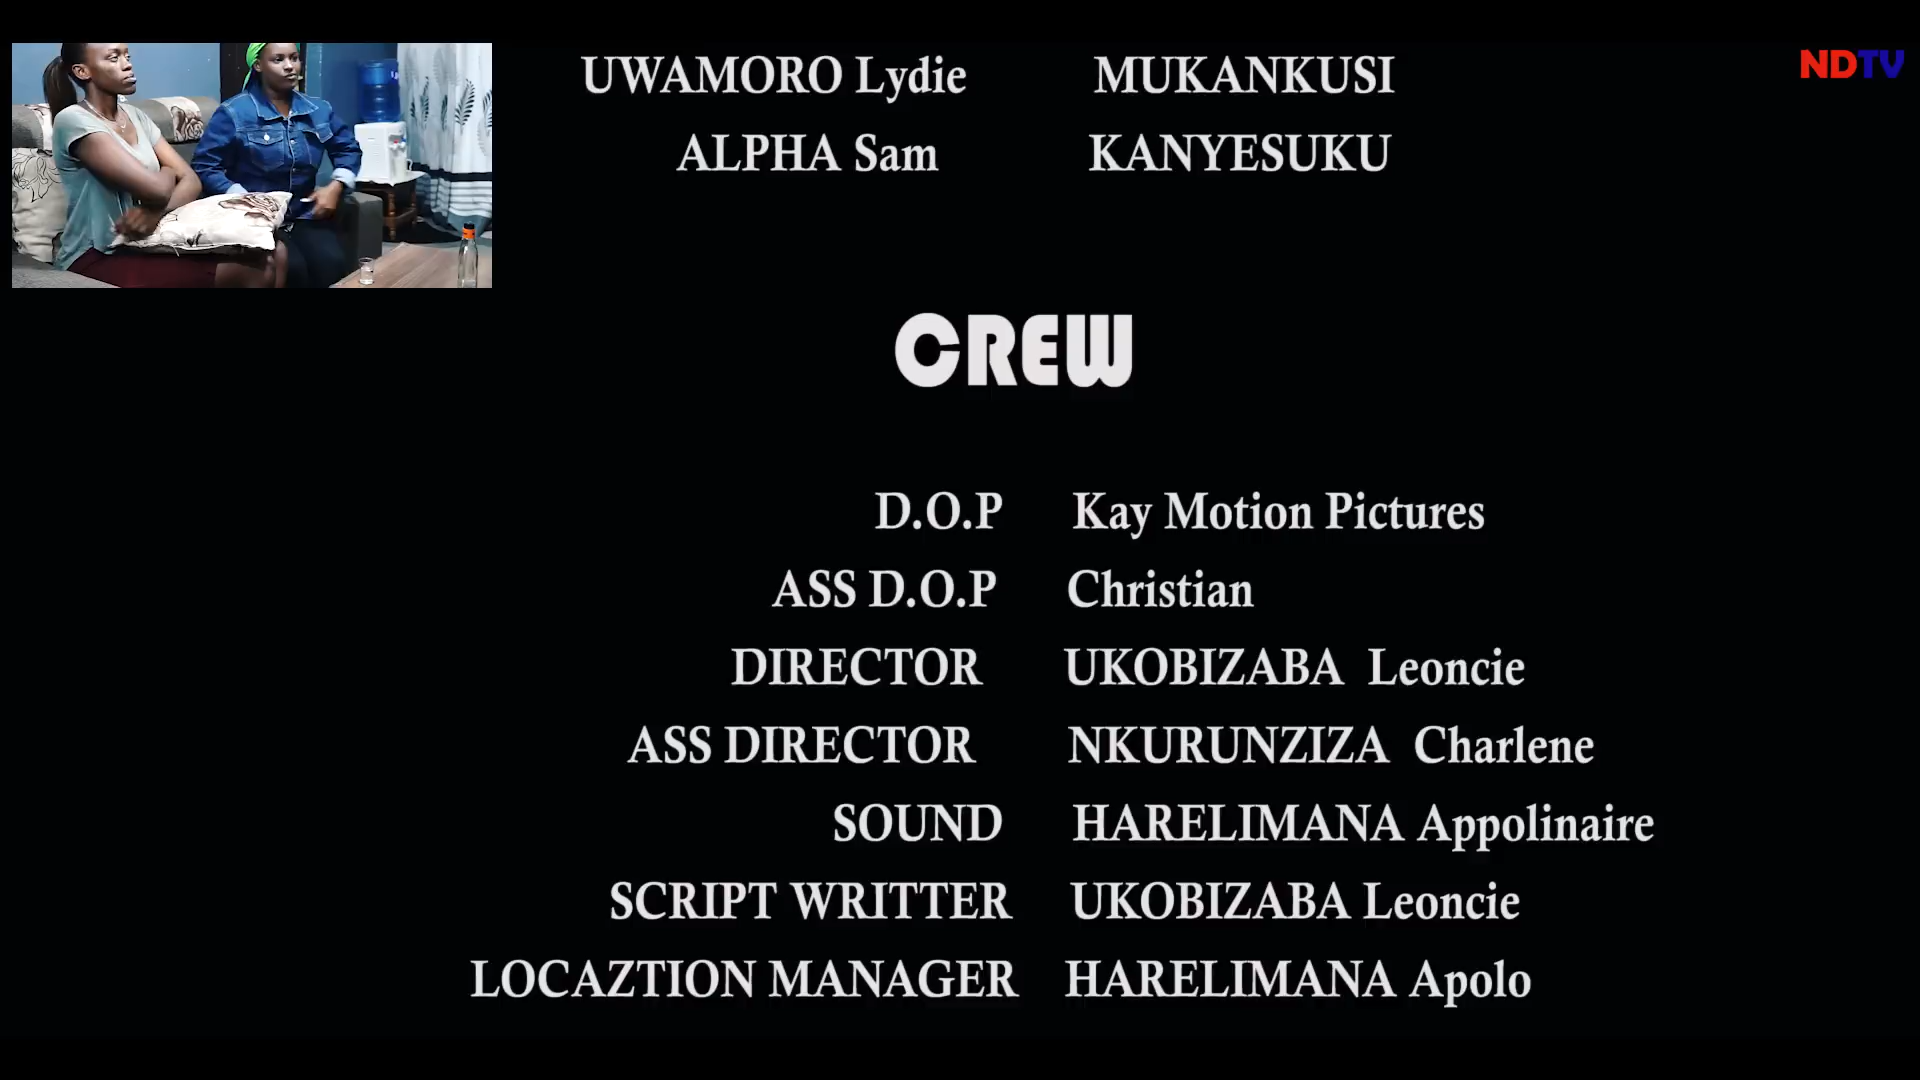 NDTV
UWAMORO Lydie MUKANKUSI
ALPHA Sam KANYESUKU
CREW
D.O.P Kay Motion Pictures
ASS D.O.P Christian
DIRECTOR UKOBIZABA Leoncie
ASS DIRECTOR NKURUNZIZA Charlene
SOUND HARELIMANA Appolinaire
SCRIPT WRITTER UKOBIZABA Leoncie
LOCAZTION MANAGER HARELIMANA Apolo